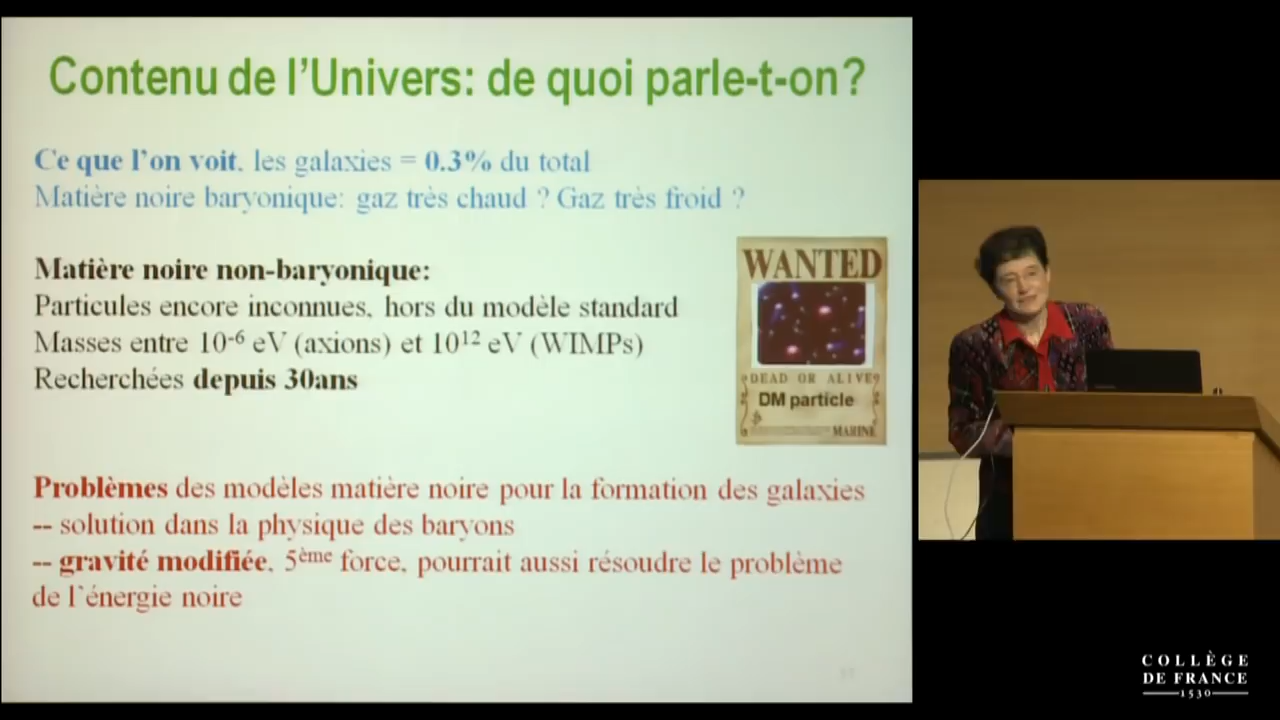 Contenu de l'Univers: de quoi parle-t-on?
Ce que l'on voit, les galaxies = 0.3% du total
Matière noire baryonique: gaz très chaud ? Gaz très froid ?
Matière noire non-baryonique:
Particules encore inconnues, hors du modèle standard
Masses entre 10⁻⁶ eV (axions) et 10¹² eV (WIMPs)
Recherchées depuis 30ans
WANTED
DEAD OR ALIVE
DM particle
MARINE
Problèmes des modèles matière noire pour la formation des galaxies
-- solution dans la physique des baryons
-- gravité modifiée, 5ème force, pourrait aussi résoudre le problème
de l'énergie noire
COLLÈGE
DE FRANCE
1530